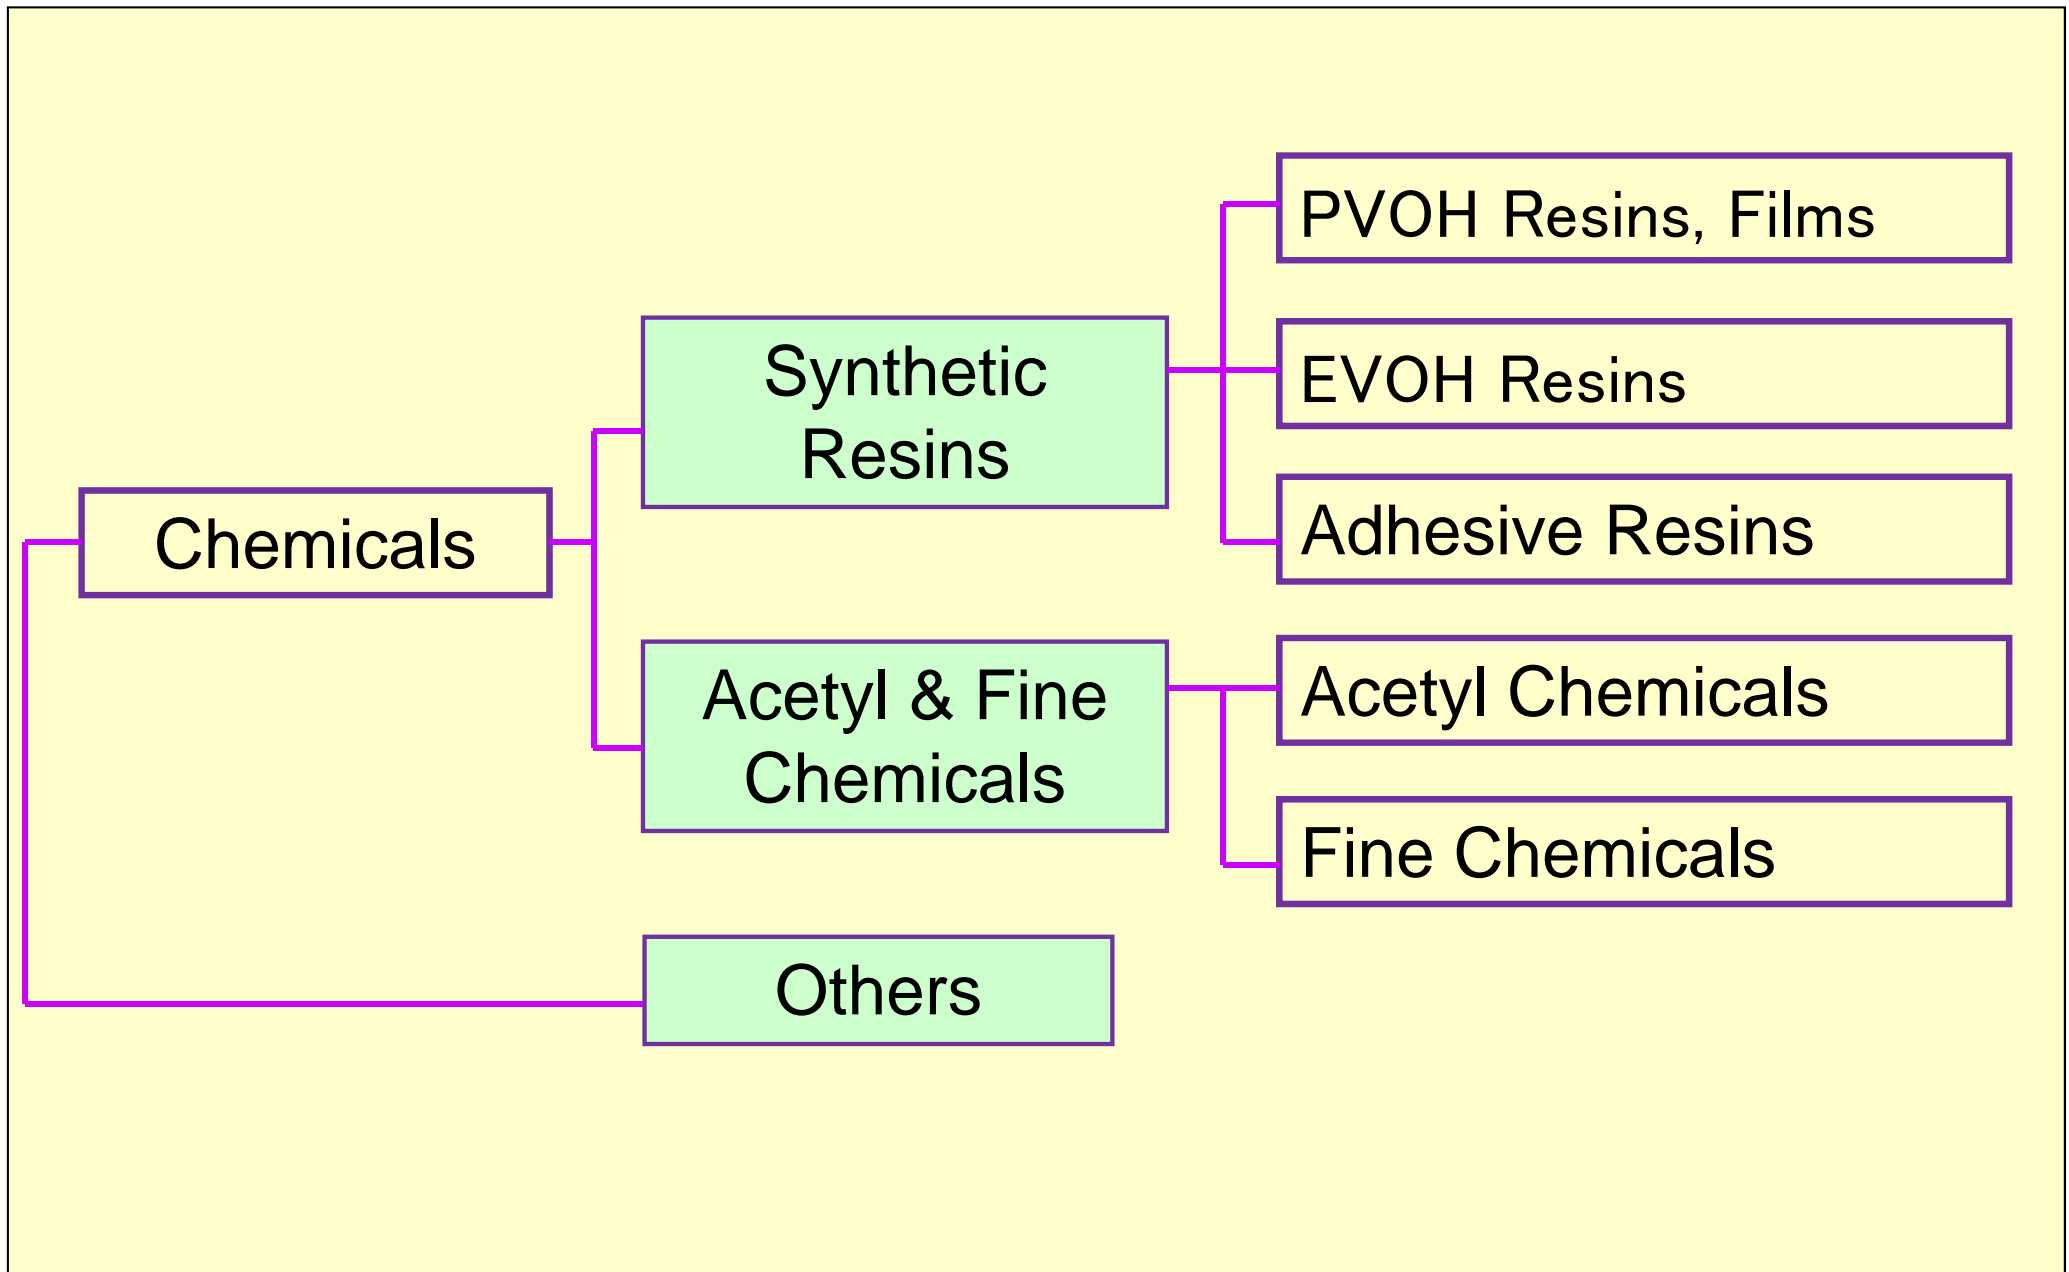 Chemicals
Synthetic
Resins
PVOH Resins, Films
EVOH Resins
Adhesive Resins
Acetyl & Fine
Chemicals
Acetyl Chemicals
Fine Chemicals
Others